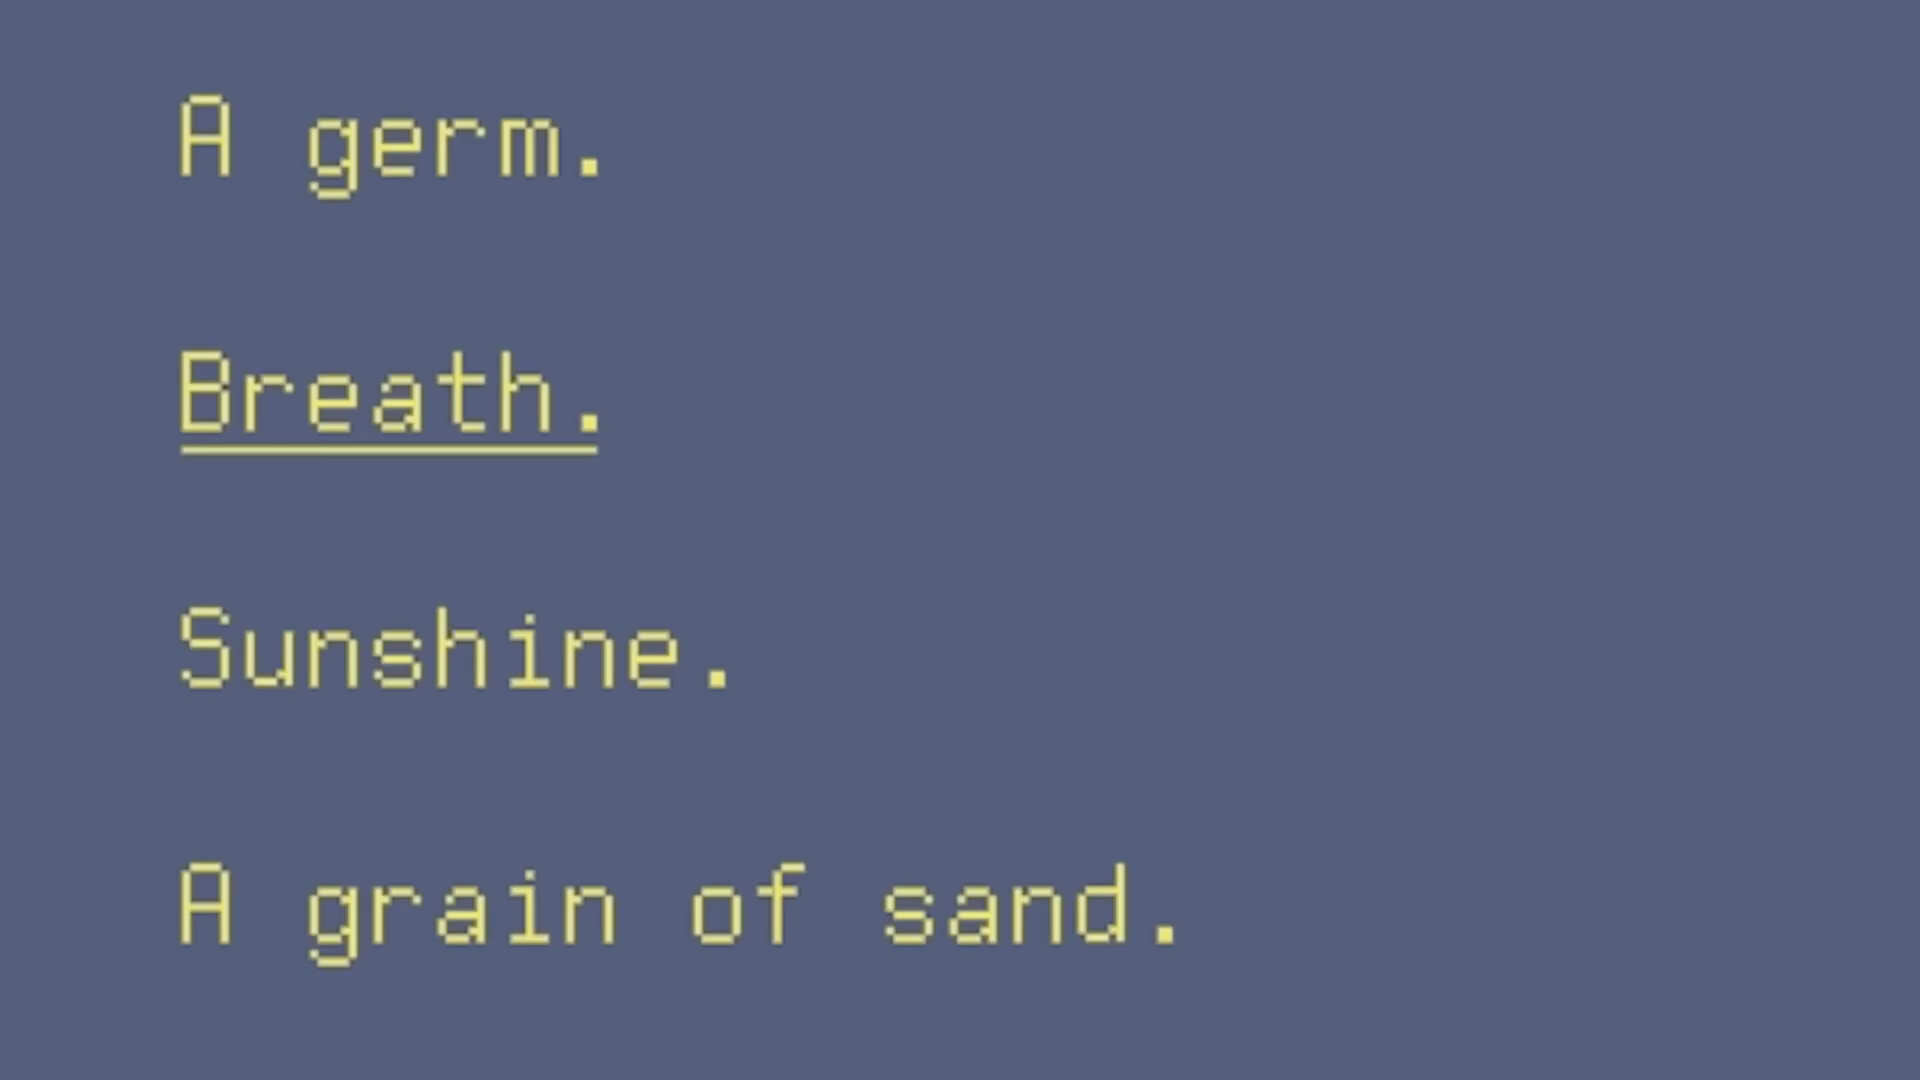 A germ.
Breath.
Sunshine.
A grain of sand.